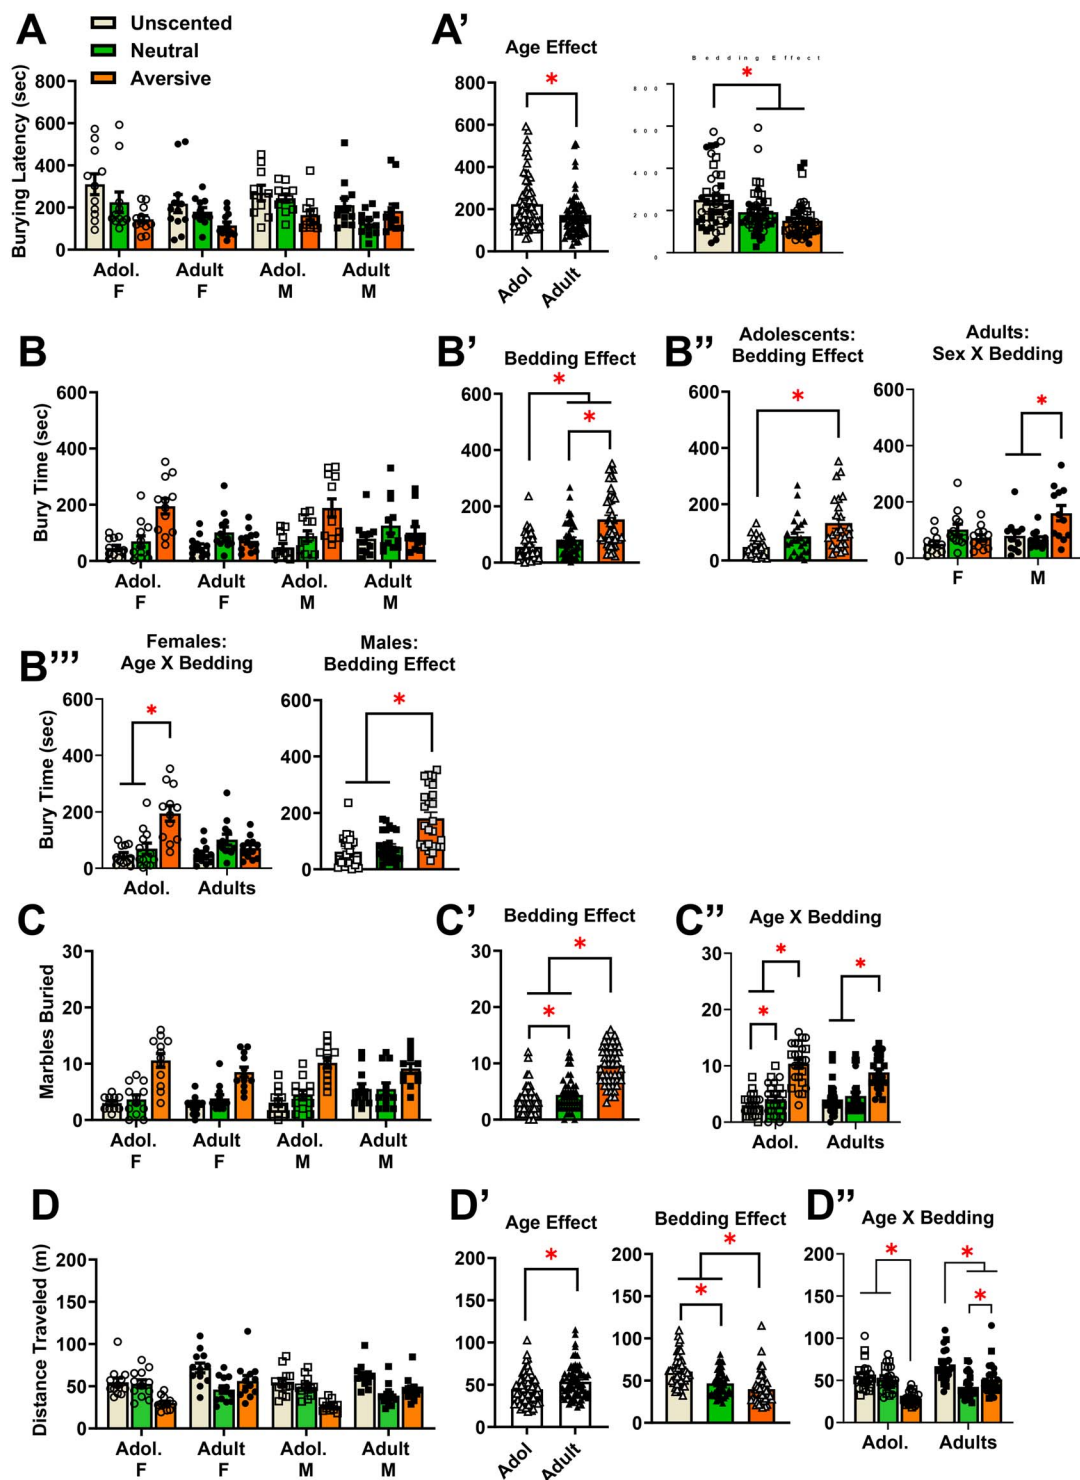 A
Unscented
Neutral
Aversive
Burying Latency (sec)
800
600
400
200
0
Adol. Adult Adol. Adult
F F M M
A’
Age Effect
*
800
600
400
200
0
Adol Adult
Bedding Effect
*
800
600
400
200
0
B
Bury Time (sec)
600
400
200
0
Adol. Adult Adol. Adult
F F M M
B’
Bedding Effect
*
*
600
400
200
0
B’’
Adolescents:
Bedding Effect
*
600
400
200
0
Adults:
Sex X Bedding
*
600
400
200
0
F M
B’’’
Females:
Age X Bedding
*
Bury Time (sec)
600
400
200
0
Adol. Adults
Males:
Bedding Effect
*
600
400
200
0
C
Marbles Buried
30
20
10
0
Adol. Adult Adol. Adult
F F M M
C’
Bedding Effect
*
*
30
20
10
0
C’’
Age X Bedding
*
*
*
30
20
10
0
Adol. Adults
D
Distance Traveled (m)
200
150
100
50
0
Adol. Adult Adol. Adult
F F M M
D’
Age Effect
*
200
150
100
50
0
Adol Adult
Bedding Effect
*
*
200
150
100
50
0
D’’
Age X Bedding
*
*
*
200
150
100
50
0
Adol. Adults